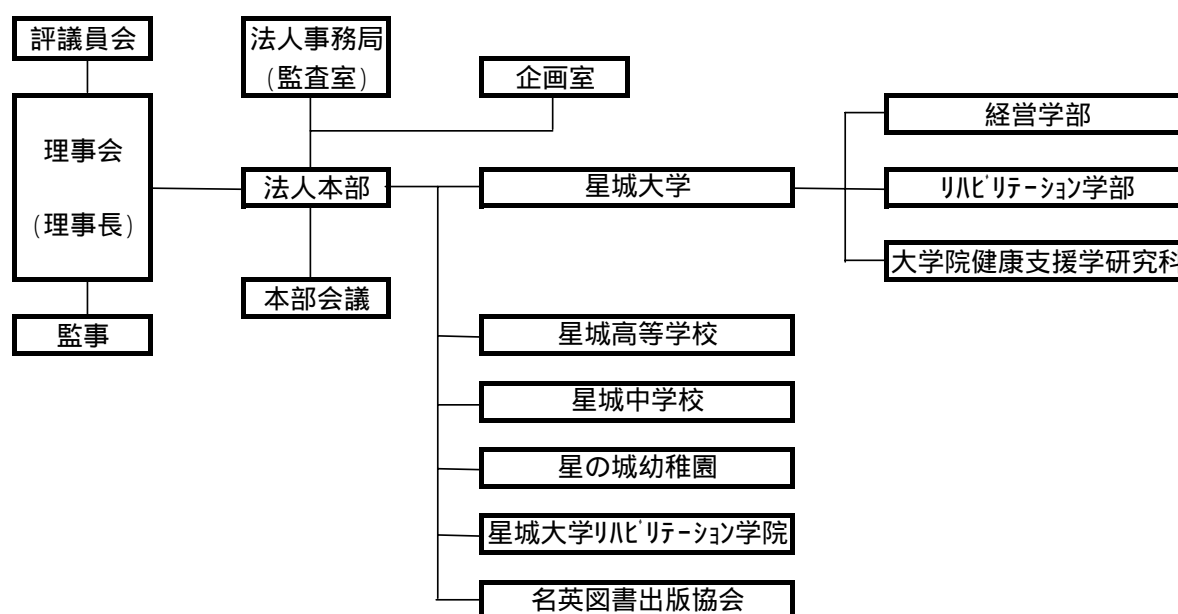 評議員会
理事会
(理事長)
監事
法人事務局
(監査室)
企画室
法人本部
本部会議
星城大学
経営学部
ﾘﾊﾋﾞﾘﾃｰｼｮﾝ学部
大学院健康支援学研究科
星城高等学校
星城中学校
星の城幼稚園
星城大学ﾘﾊﾋﾞﾘﾃｰｼｮﾝ学院
名英図書出版協会